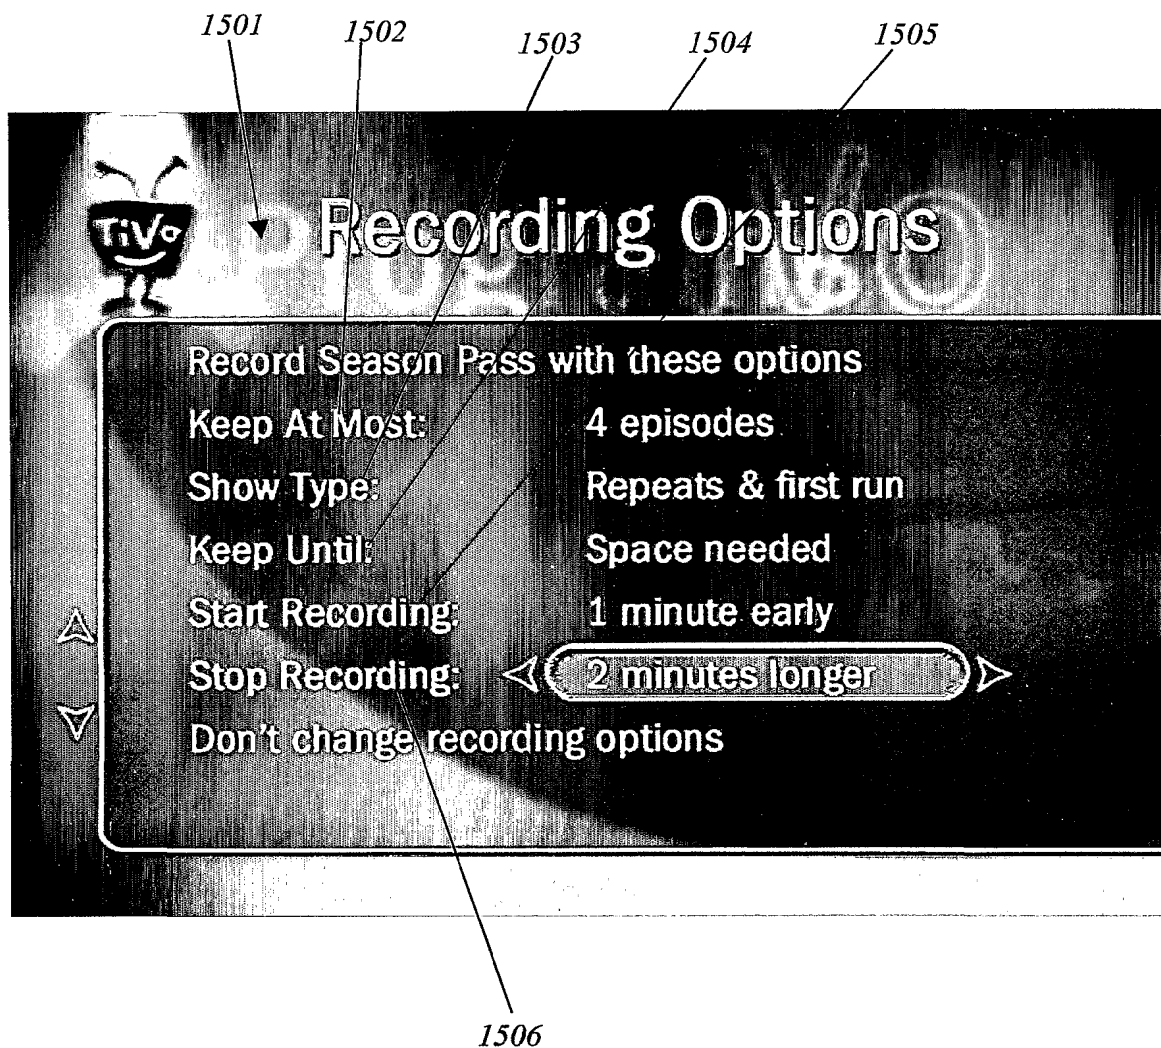 1501 1502 1503 1504 1505
TiVo
Recording Options
Record Season Pass with these options
Keep At Most: 4 episodes
Show Type: Repeats & first run
Keep Until: Space needed
Start Recording: 1 minute early
Stop Recording: 2 minutes longer
Don't change recording options
1506